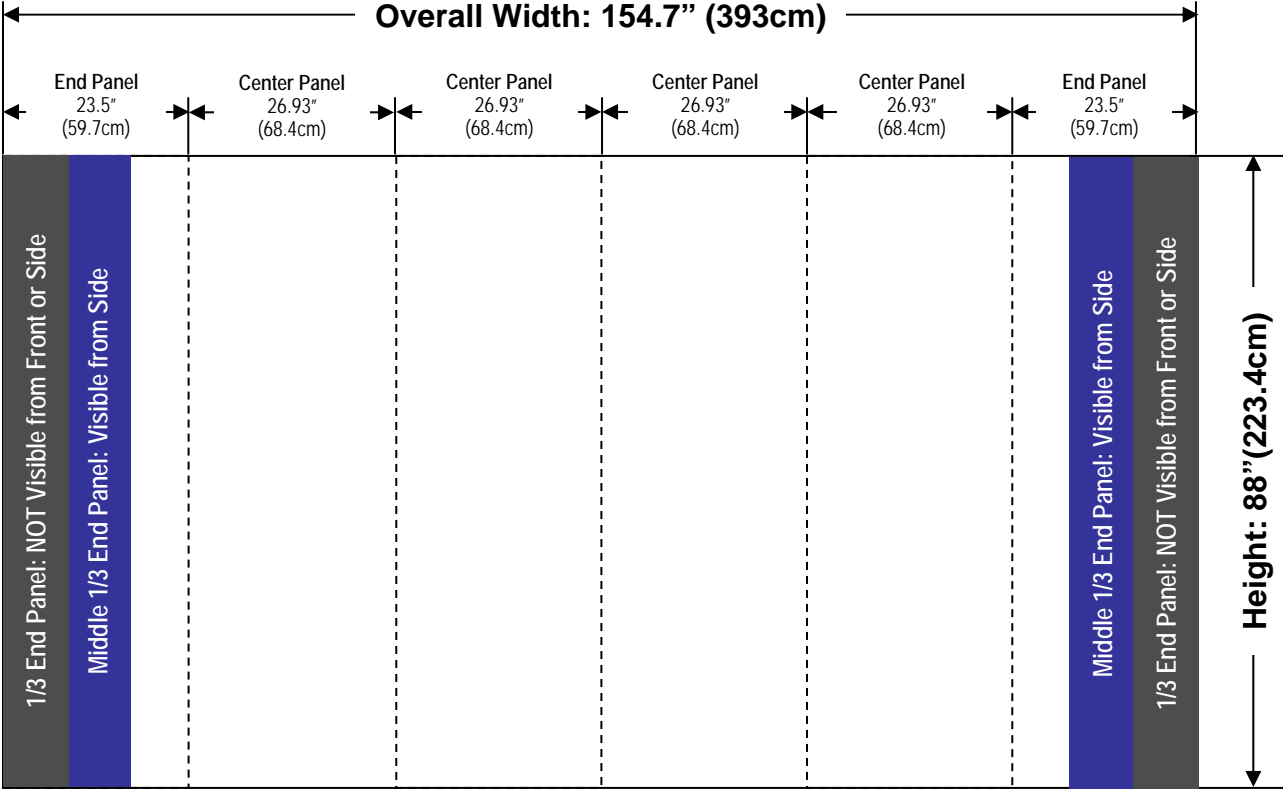 Overall Width: 154.7” (393cm)
End Panel
23.5″
(59.7cm)
Center Panel
26.93″
(68.4cm)
Center Panel
26.93″
(68.4cm)
Center Panel
26.93″
(68.4cm)
Center Panel
26.93″
(68.4cm)
End Panel
23.5″
(59.7cm)
1/3 End Panel: NOT Visible from Front or Side
Middle 1/3 End Panel: Visible from Side
Middle 1/3 End Panel: Visible from Side
1/3 End Panel: NOT Visible from Front or Side
Height: 88”(223.4cm)